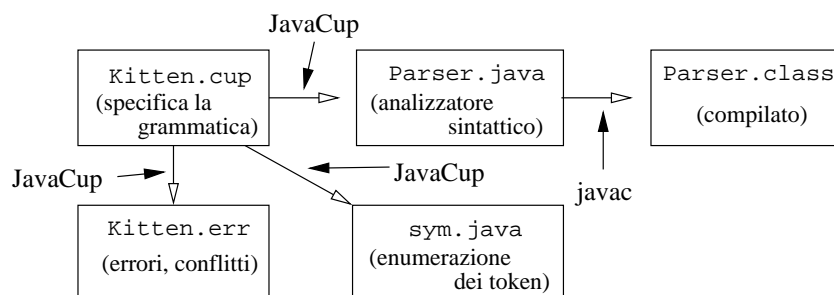 JavaCup
Kitten.cup
(specifica la
grammatica)
Parser.java
(analizzatore
sintattico)
Parser.class
(compilato)
JavaCup
JavaCup
javac
Kitten.err
(errori, conflitti)
sym.java
(enumerazione
dei token)